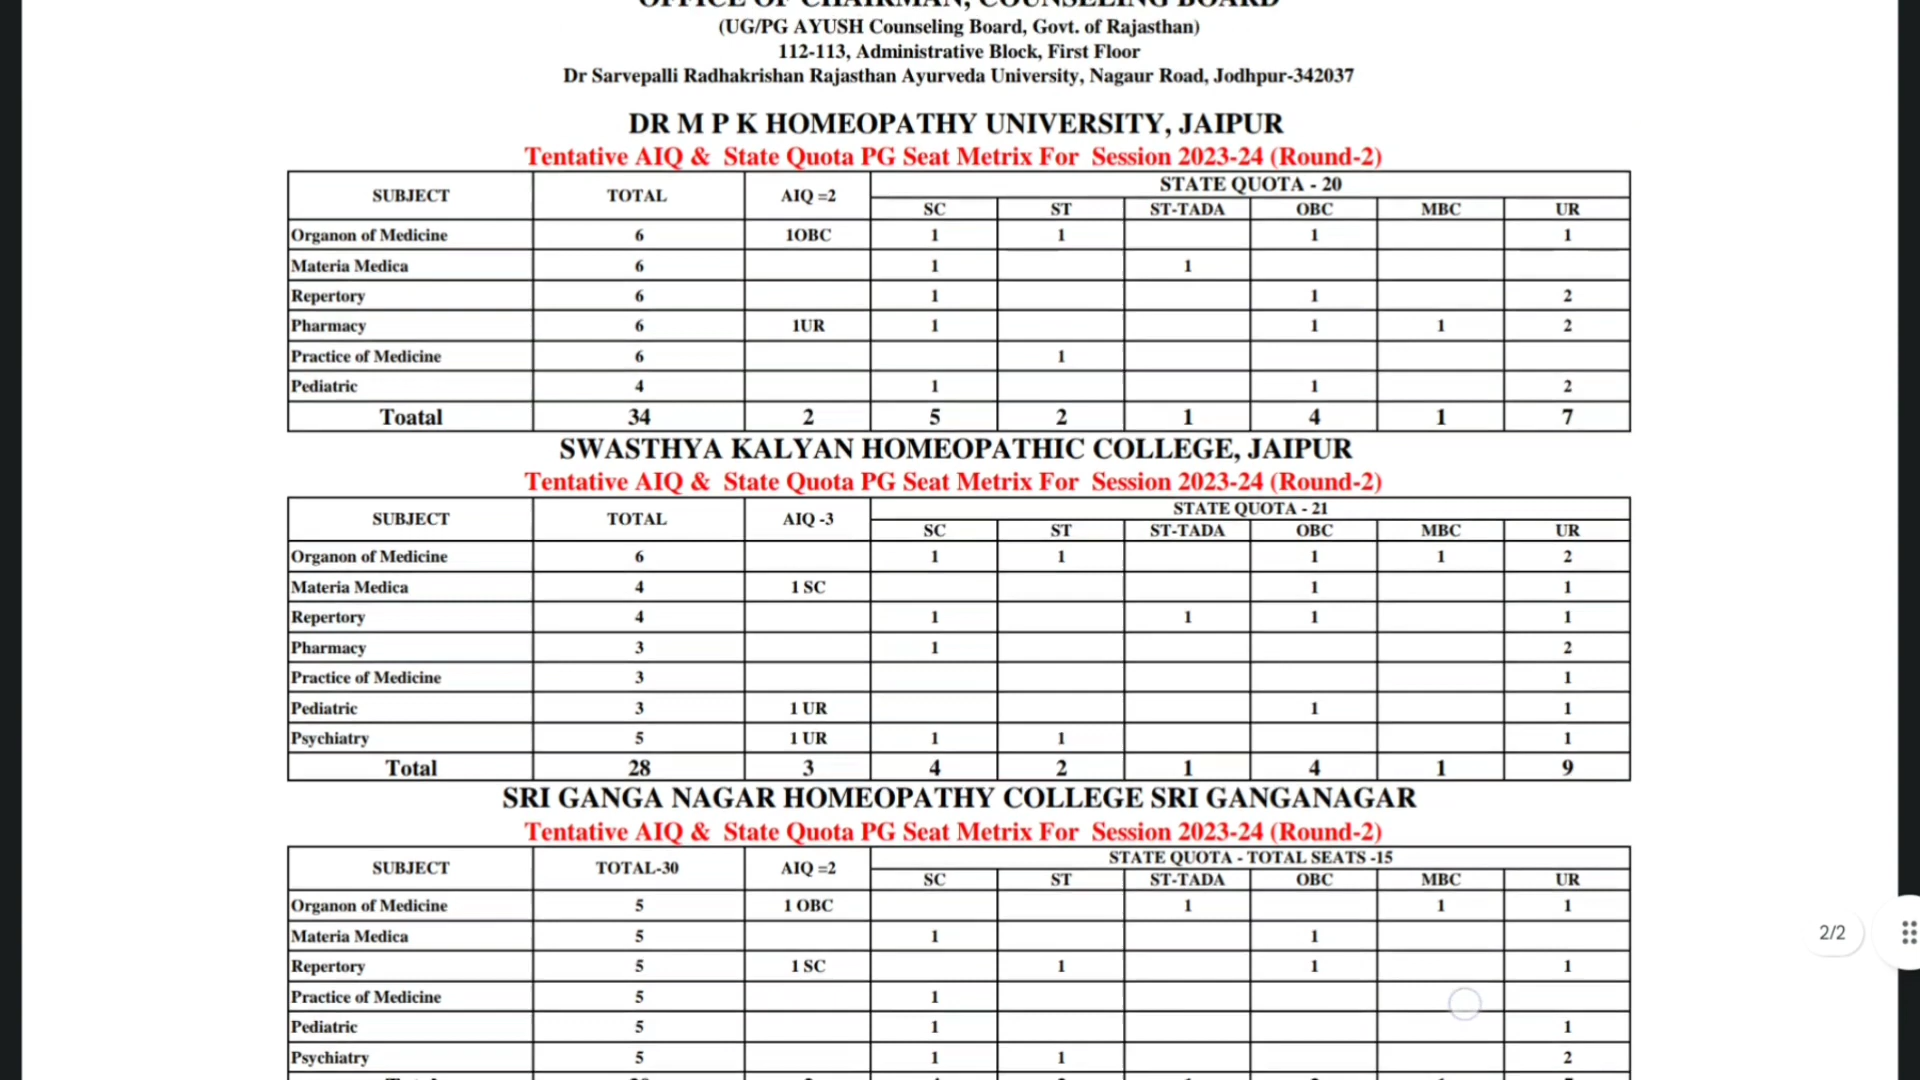 OFFICE OF CHAIRMAN, COUNSELING BOARD
(UG/PG AYUSH Counseling Board, Govt. of Rajasthan)
112-113, Administrative Block, First Floor
Dr Sarvepalli Radhakrishan Rajasthan Ayurveda University, Nagaur Road, Jodhpur-342037
DR M P K HOMEOPATHY UNIVERSITY, JAIPUR
Tentative AIQ & State Quota PG Seat Metrix For Session 2023-24 (Round-2)
SUBJECT TOTAL AIQ =2 STATE QUOTA - 20
SC ST ST-TADA OBC MBC UR
Organon of Medicine 6 1OBC 1 1 1 1
Materia Medica 6 1 1
Repertory 6 1 1 2
Pharmacy 6 1UR 1 1 1 2
Practice of Medicine 6 1
Pediatric 4 1 1 2
Toatal 34 2 5 2 1 4 1 7
SWASTHYA KALYAN HOMEOPATHIC COLLEGE, JAIPUR
Tentative AIQ & State Quota PG Seat Metrix For Session 2023-24 (Round-2)
SUBJECT TOTAL AIQ -3 STATE QUOTA - 21
SC ST ST-TADA OBC MBC UR
Organon of Medicine 6 1 1 1 1 2
Materia Medica 4 1 SC 1 1
Repertory 4 1 1 1 1
Pharmacy 3 1 2
Practice of Medicine 3 1
Pediatric 3 1 UR 1 1
Psychiatry 5 1 UR 1 1 1
Total 28 3 4 2 1 4 1 9
SRI GANGA NAGAR HOMEOPATHY COLLEGE SRI GANGANAGAR
Tentative AIQ & State Quota PG Seat Metrix For Session 2023-24 (Round-2)
SUBJECT TOTAL-30 AIQ =2 STATE QUOTA - TOTAL SEATS -15
SC ST ST-TADA OBC MBC UR
Organon of Medicine 5 1 OBC 1 1 1
Materia Medica 5 1 1
Repertory 5 1 SC 1 1 1
Practice of Medicine 5 1
Pediatric 5 1 1
Psychiatry 5 1 1 2
2/2